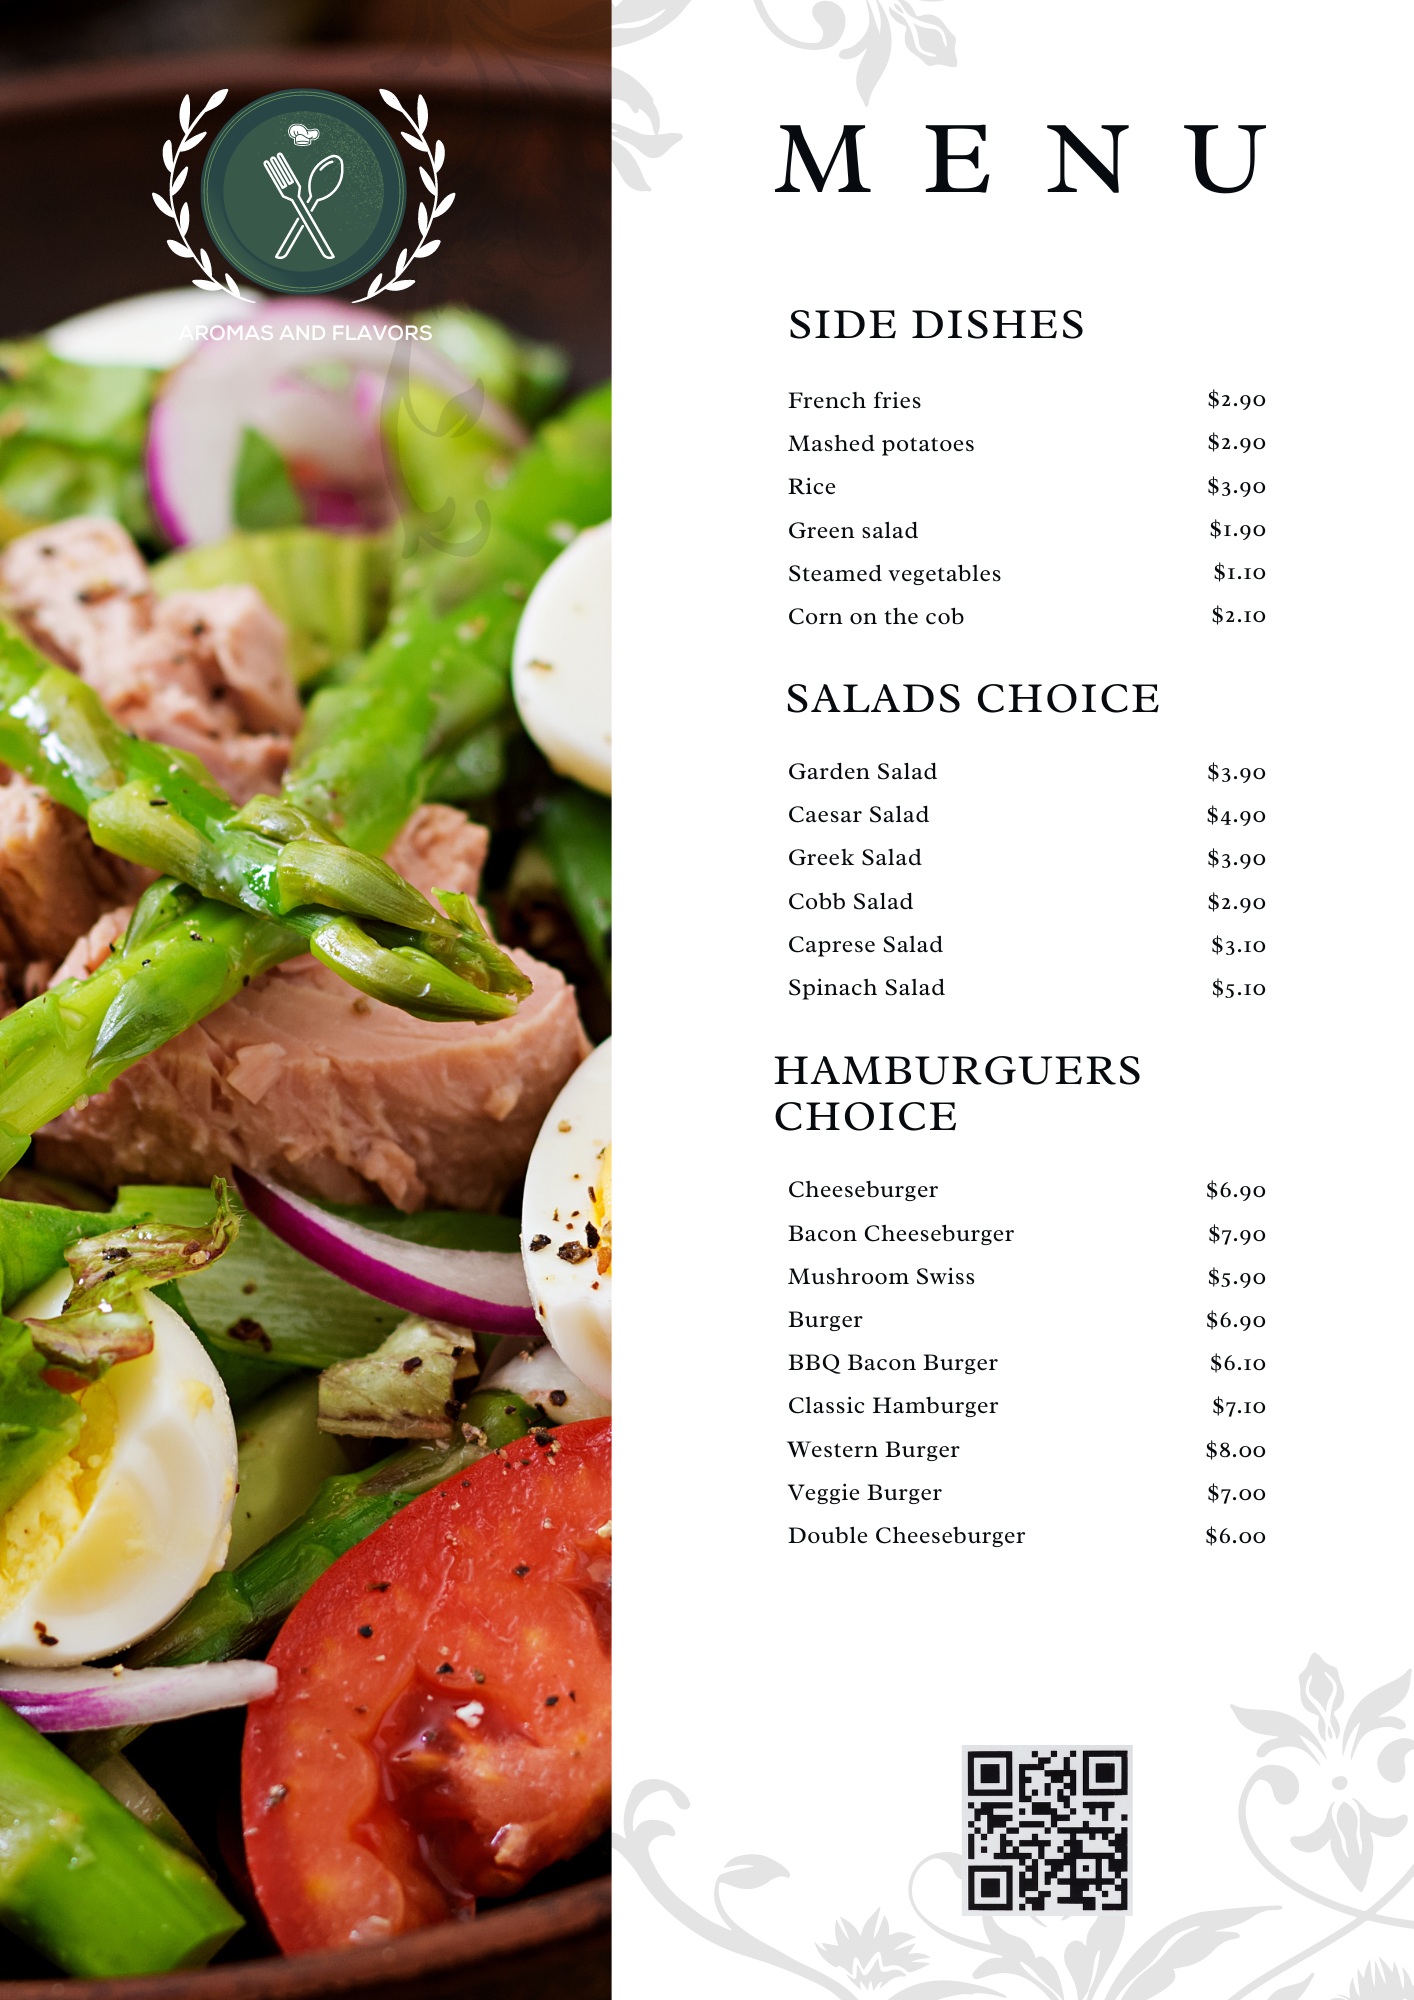 AROMAS AND FLAVORS
MENU
SIDE DISHES
French fries $2.90
Mashed potatoes $2.90
Rice $3.90
Green salad $1.90
Steamed vegetables $1.10
Corn on the cob $2.10
SALADS CHOICE
Garden Salad $3.90
Caesar Salad $4.90
Greek Salad $3.90
Cobb Salad $2.90
Caprese Salad $3.10
Spinach Salad $5.10
HAMBURGUERS
CHOICE
Cheeseburger $6.90
Bacon Cheeseburger $7.90
Mushroom Swiss $5.90
Burger $6.90
BBQ Bacon Burger $6.10
Classic Hamburger $7.10
Western Burger $8.00
Veggie Burger $7.00
Double Cheeseburger $6.00